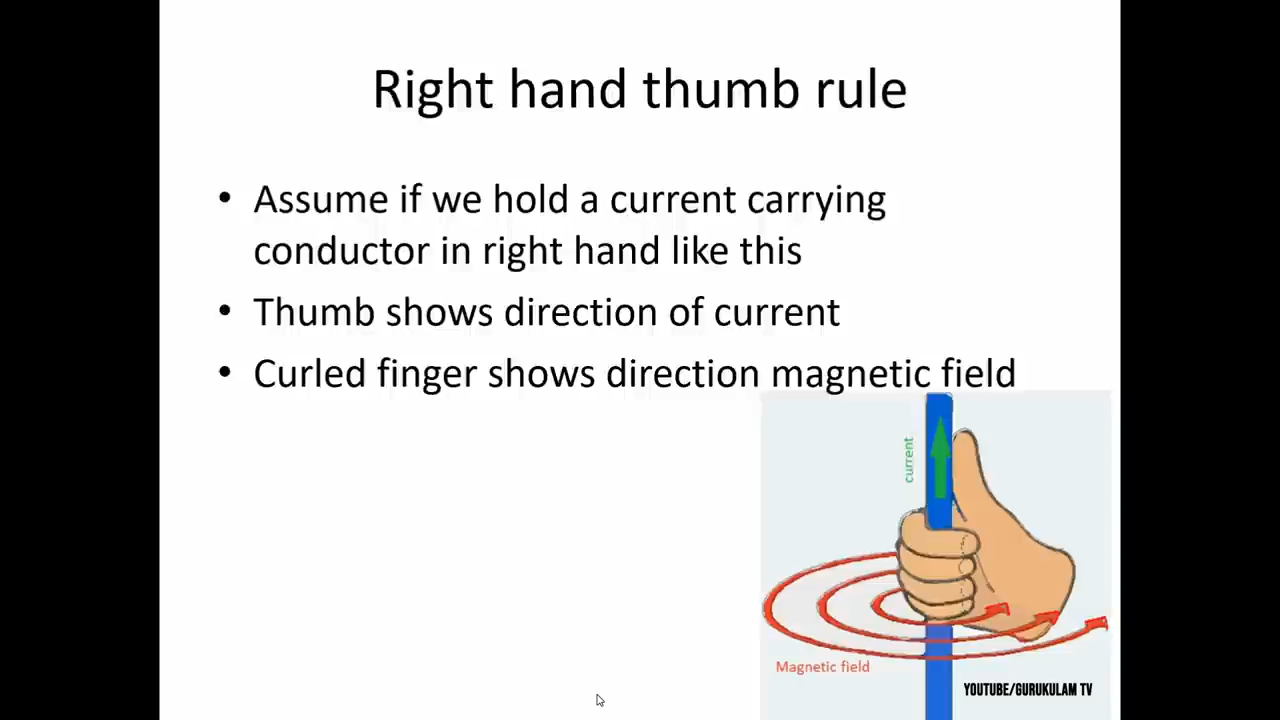 Right hand thumb rule
• Assume if we hold a current carrying
conductor in right hand like this
• Thumb shows direction of current
• Curled finger shows direction magnetic field
current
Magnetic field
YOUTUBE/GURUKULAM TV